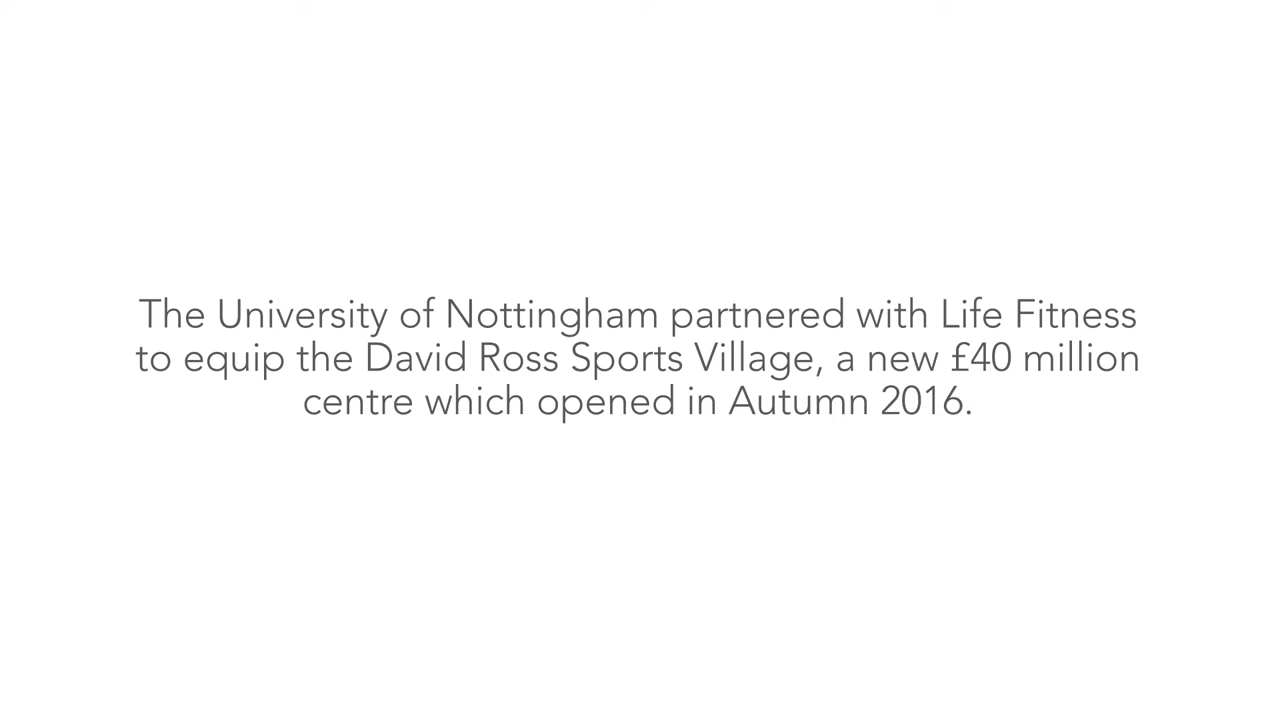 The University of Nottingham partnered with Life Fitness
to equip the David Ross Sports Village, a new £40 million
centre which opened in Autumn 2016.